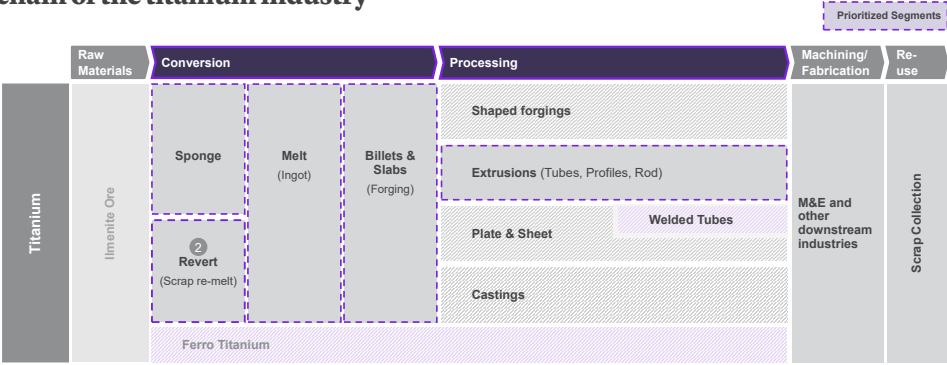 chain of the titanium industry
Prioritized Segments
Raw
Materials
Conversion
Processing
Machining/
Fabrication
Re-
use
Titanium
Ilmenite Ore
Sponge
2
Revert
(Scrap re-melt)
Melt
(Ingot)
Billets &
Slabs
(Forging)
Shaped forgings
Extrusions (Tubes, Profiles, Rod)
Welded Tubes
Plate & Sheet
Castings
Ferro Titanium
M&E and
other
downstream
industries
Scrap Collection